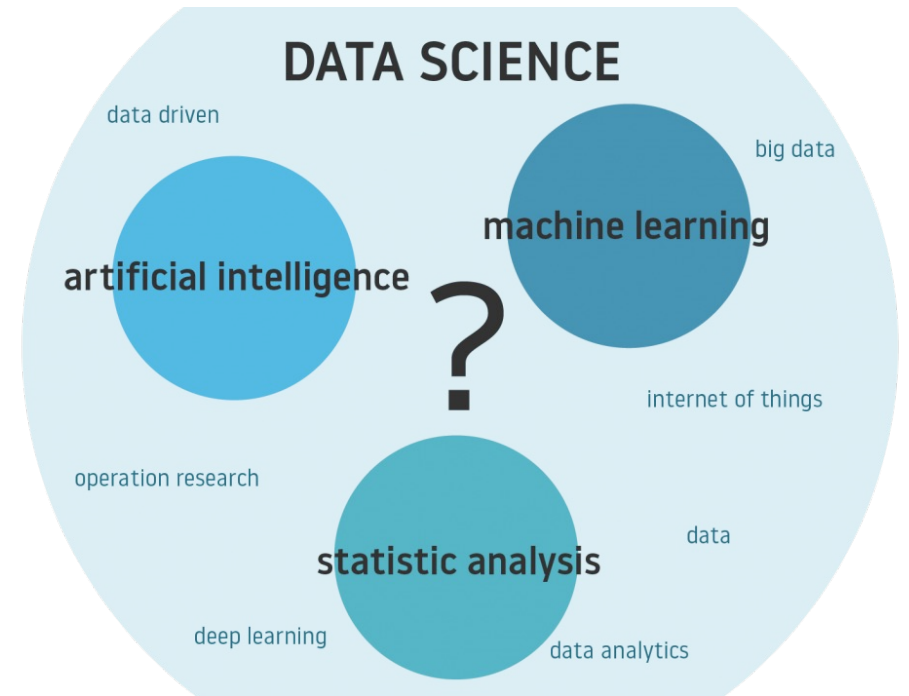 DATA SCIENCE
data driven
big data
machine learning
artificial intelligence
?
internet of things
operation research
data
statistic analysis
deep learning
data analytics